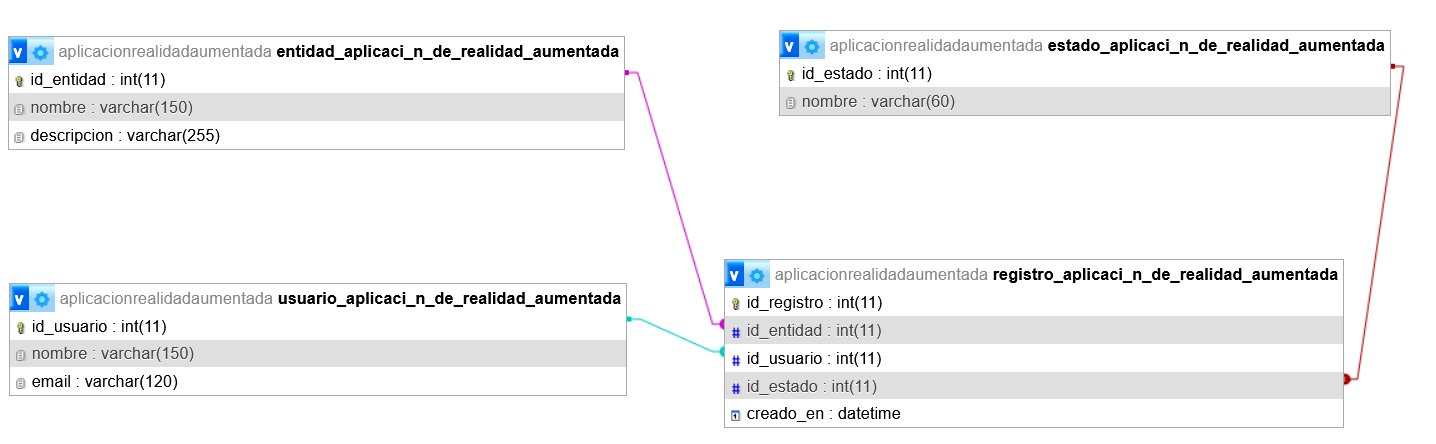 v aplicacionrealidadaumentada entidad_aplicaci_n_de_realidad_aumentada
id_entidad : int(11)
nombre : varchar(150)
descripcion : varchar(255)
v aplicacionrealidadaumentada estado_aplicaci_n_de_realidad_aumentada
id_estado : int(11)
nombre : varchar(60)
v aplicacionrealidadaumentada usuario_aplicaci_n_de_realidad_aumentada
id_usuario : int(11)
nombre : varchar(150)
email : varchar(120)
v aplicacionrealidadaumentada registro_aplicaci_n_de_realidad_aumentada
id_registro : int(11)
# id_entidad : int(11)
# id_usuario : int(11)
# id_estado : int(11)
1 creado_en : datetime